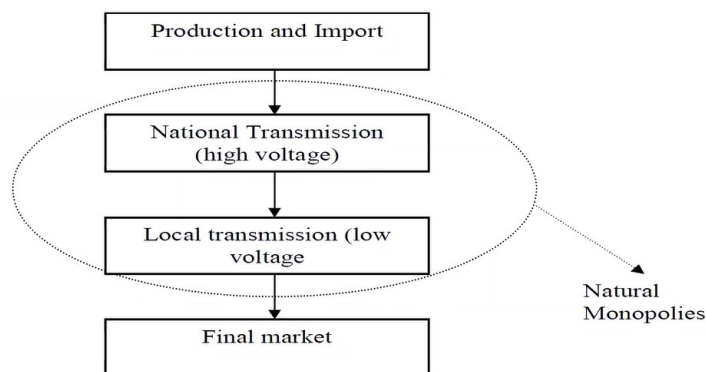 Production and Import
National Transmission
(high voltage)
Local transmission (low
voltage
Natural
Monopolies
Final market